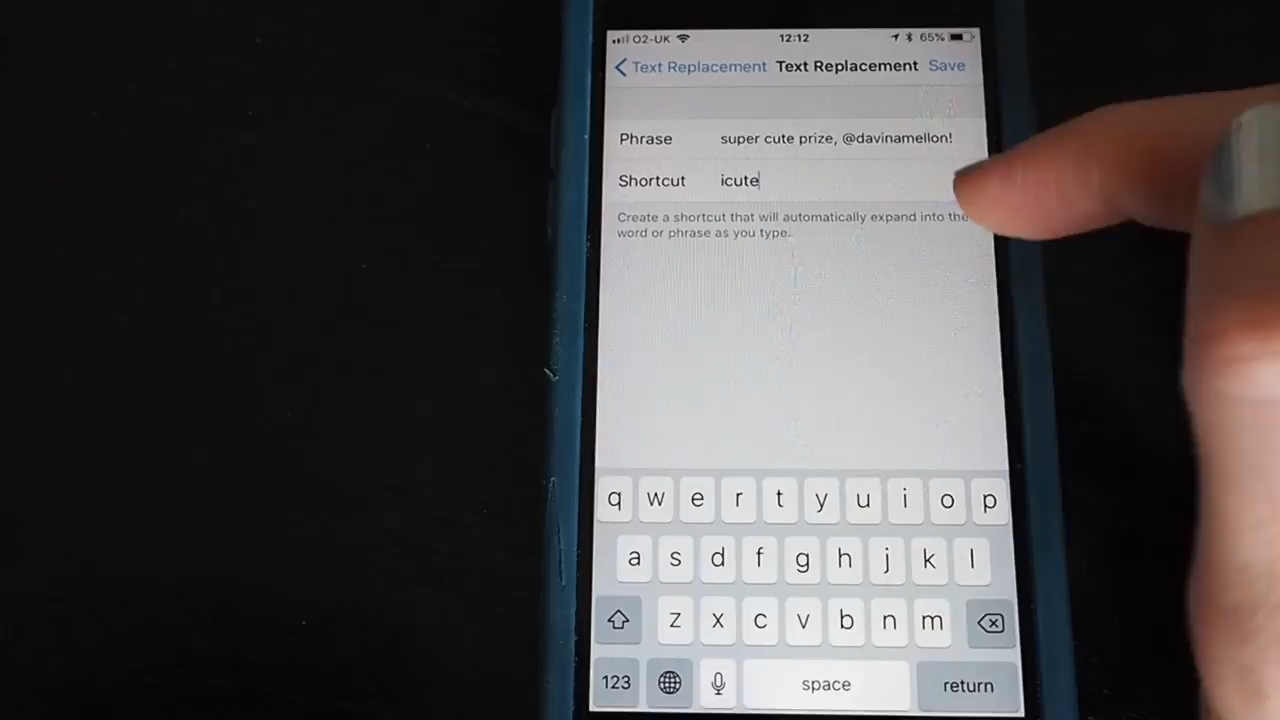 O2-UK 12:12 65%
Text Replacement Text Replacement Save
Phrase super cute prize, @davinamellon!
Shortcut icute
Create a shortcut that will automatically expand into the
word or phrase as you type.
q w e r t y u i o p
a s d f g h j k l
z x c v b n m
123 space return